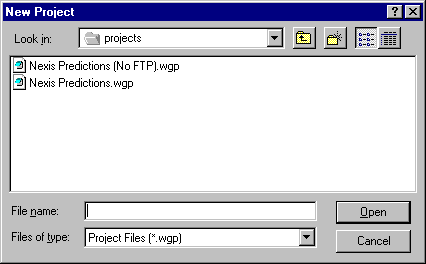 New Project
Look in: projects
Nexis Predictions (No FTP).wgp
Nexis Predictions.wgp
File name: Open
Files of type: Project Files (*.wgp) Cancel